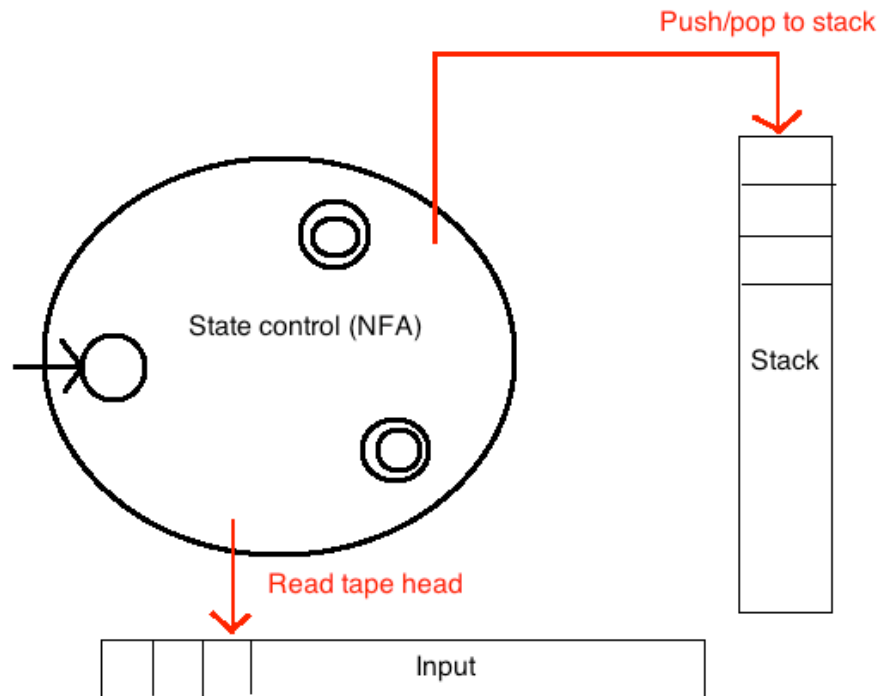 Push/pop to stack
State control (NFA)
Stack
Read tape head
Input